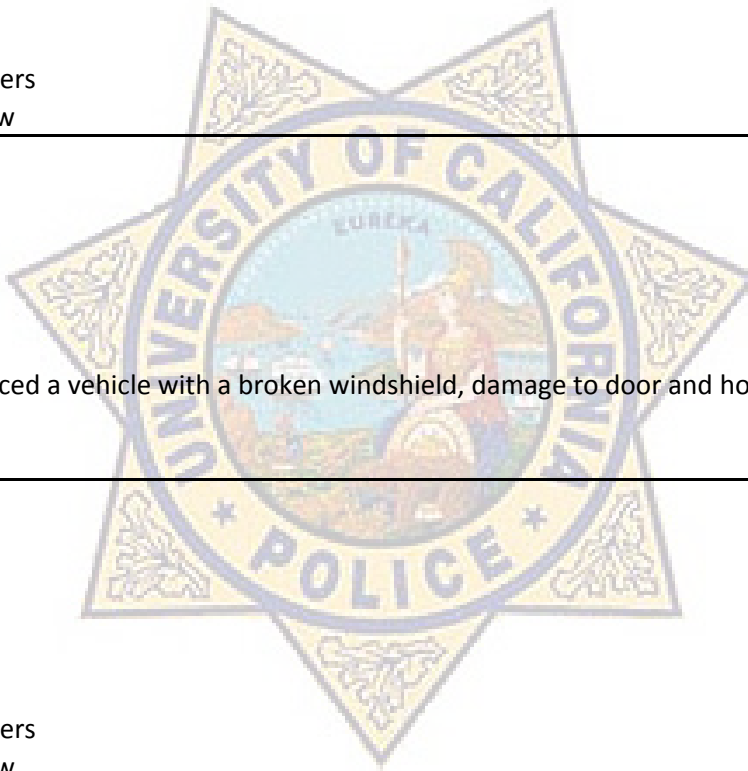 ers
w
UNIVERSITY OF CALIFORNIA
EUREKA
ced a vehicle with a broken windshield, damage to door and ho
POLICE
ers
w